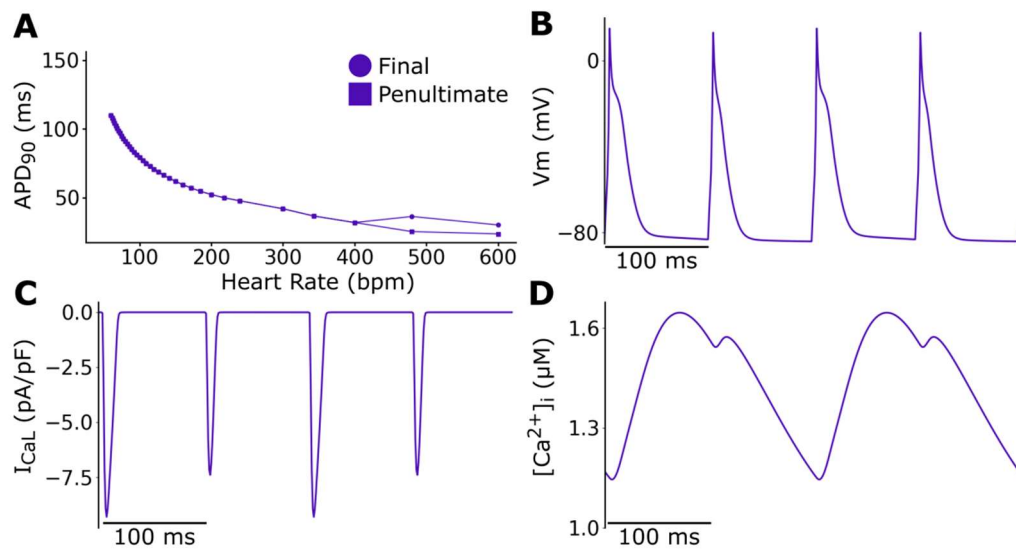 A
150
100
50
APD90 (ms)
Final
Penultimate
100 200 300 400 500 600
Heart Rate (bpm)
B
0
−80
Vm (mV)
100 ms
C
0.0
−2.5
−5.0
−7.5
ICaL (pA/pF)
100 ms
D
1.6
1.3
1.0
[Ca2+]i (µM)
100 ms